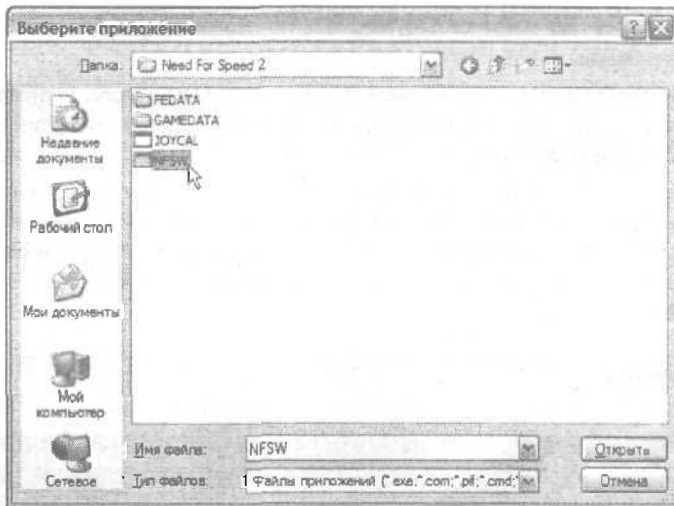 Выберите приложение
Папка: Need For Speed 2
FEDATA
GAMEDATA
JOYCAL
NFSW
Недавние
документы
Рабочий стол
Мои документы
Мой
компьютер
Сетевое
Имя файла: NFSW Открыть
Тип файлов: Файлы приложений (*.exe;*.com;*.pif;*.cmd;* Отмена